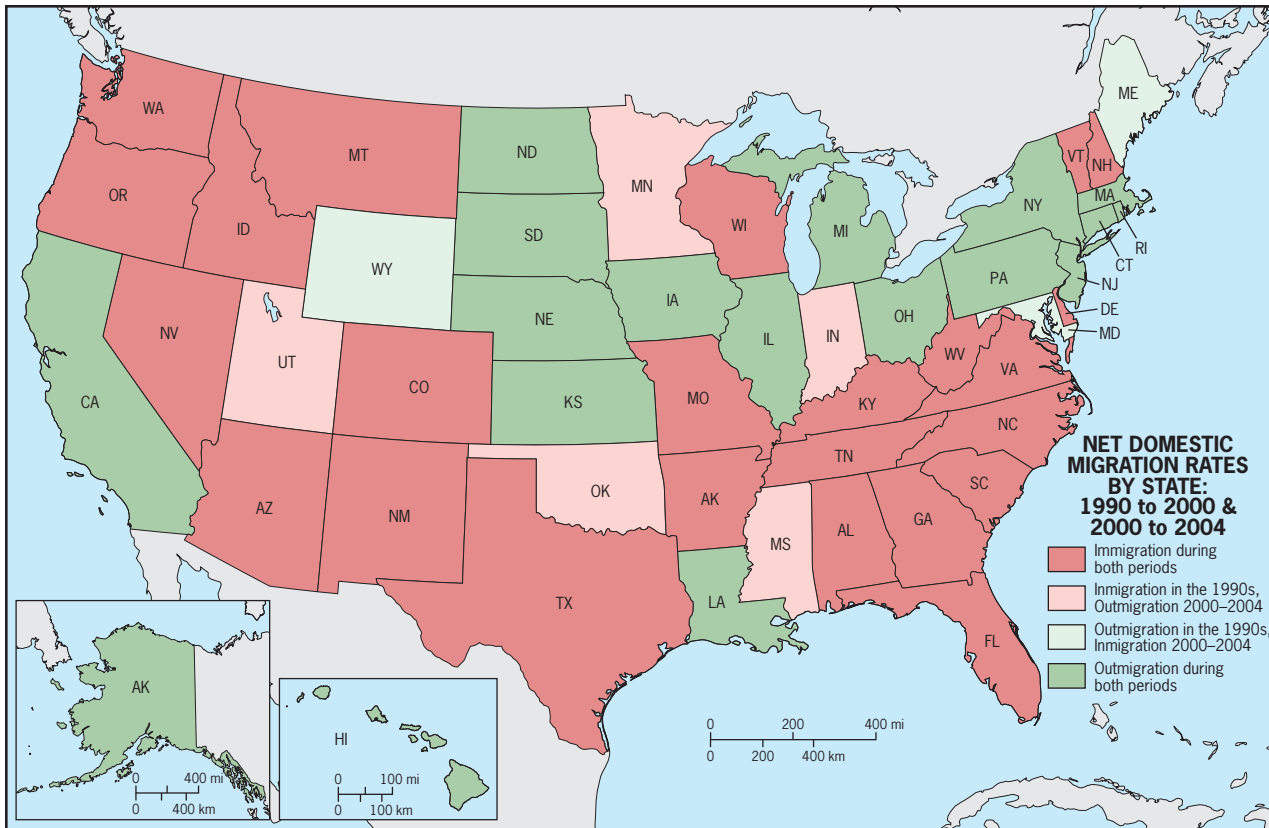 WA
MT
ND
MN
ME
VT
NH
OR
ID
SD
WI
MI
NY
MA
RI
CT
WY
IA
PA
NJ
NE
OH
DE
MD
NV
UT
CO
IL
IN
WV
VA
CA
KS
MO
KY
NC
TN
AZ
NM
OK
AK
SC
MS
AL
GA
TX
LA
FL
NET DOMESTIC
MIGRATION RATES
BY STATE:
1990 to 2000 &
2000 to 2004
Immigration during
both periods
Inmigration in the 1990s,
Outmigration 2000–2004
Outmigration in the 1990s,
Inmigration 2000–2004
Outmigration during
both periods
AK
0 400 mi
0 400 km
HI
0 100 mi
0 100 km
0 200 400 mi
0 200 400 km